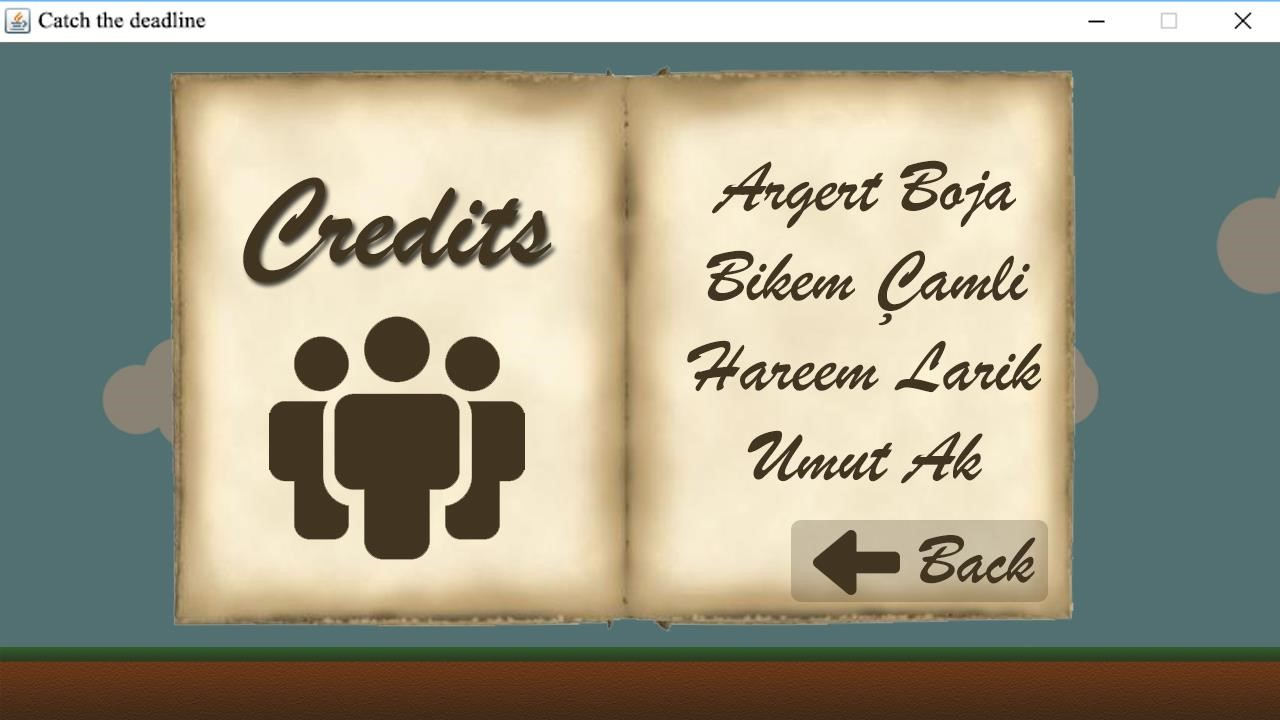 Catch the deadline
Credits
Argert Boja
Bikem Çamli
Hareem Larik
Umut Ak
Back